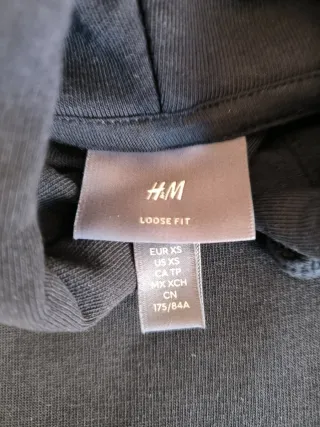 H&M
LOOSE FIT
EUR XS
US XS
CA TP
MX XCH
CN
175/84A